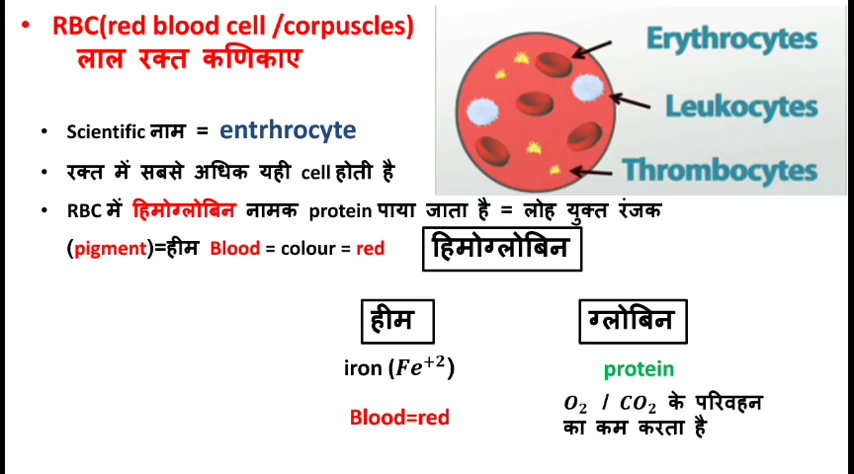 • RBC(red blood cell /corpuscles)
लाल रक्त कणिकाए
Erythrocytes
Leukocytes
Thrombocytes
• Scientific नाम = entrhrocyte
• रक्त में सबसे अधिक यही cell होती है
• RBC में हिमोग्लोबिन नामक protein पाया जाता है = लोह युक्त रंजक
(pigment)=हीम Blood = colour = red
हिमोग्लोबिन
हीम
ग्लोबिन
iron (Fe⁺²)
protein
Blood=red
O₂ / CO₂ के परिवहन
का कम करता है